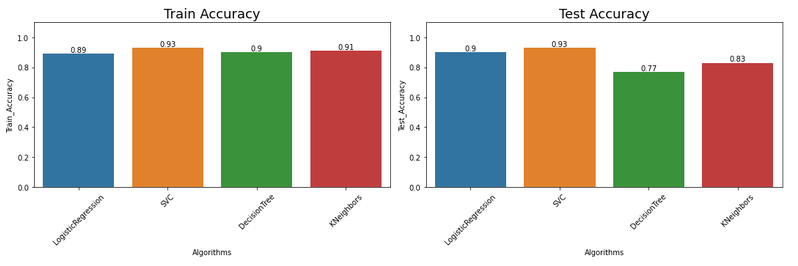 Train Accuracy
Train_Accuracy
1.0
0.8
0.6
0.4
0.2
0.0
0.89
0.93
0.9
0.91
LogisticRegression
SVC
DecisionTree
KNeighbors
Algorithms
Test Accuracy
Test_Accuracy
1.0
0.8
0.6
0.4
0.2
0.0
0.9
0.93
0.77
0.83
LogisticRegression
SVC
DecisionTree
KNeighbors
Algorithms